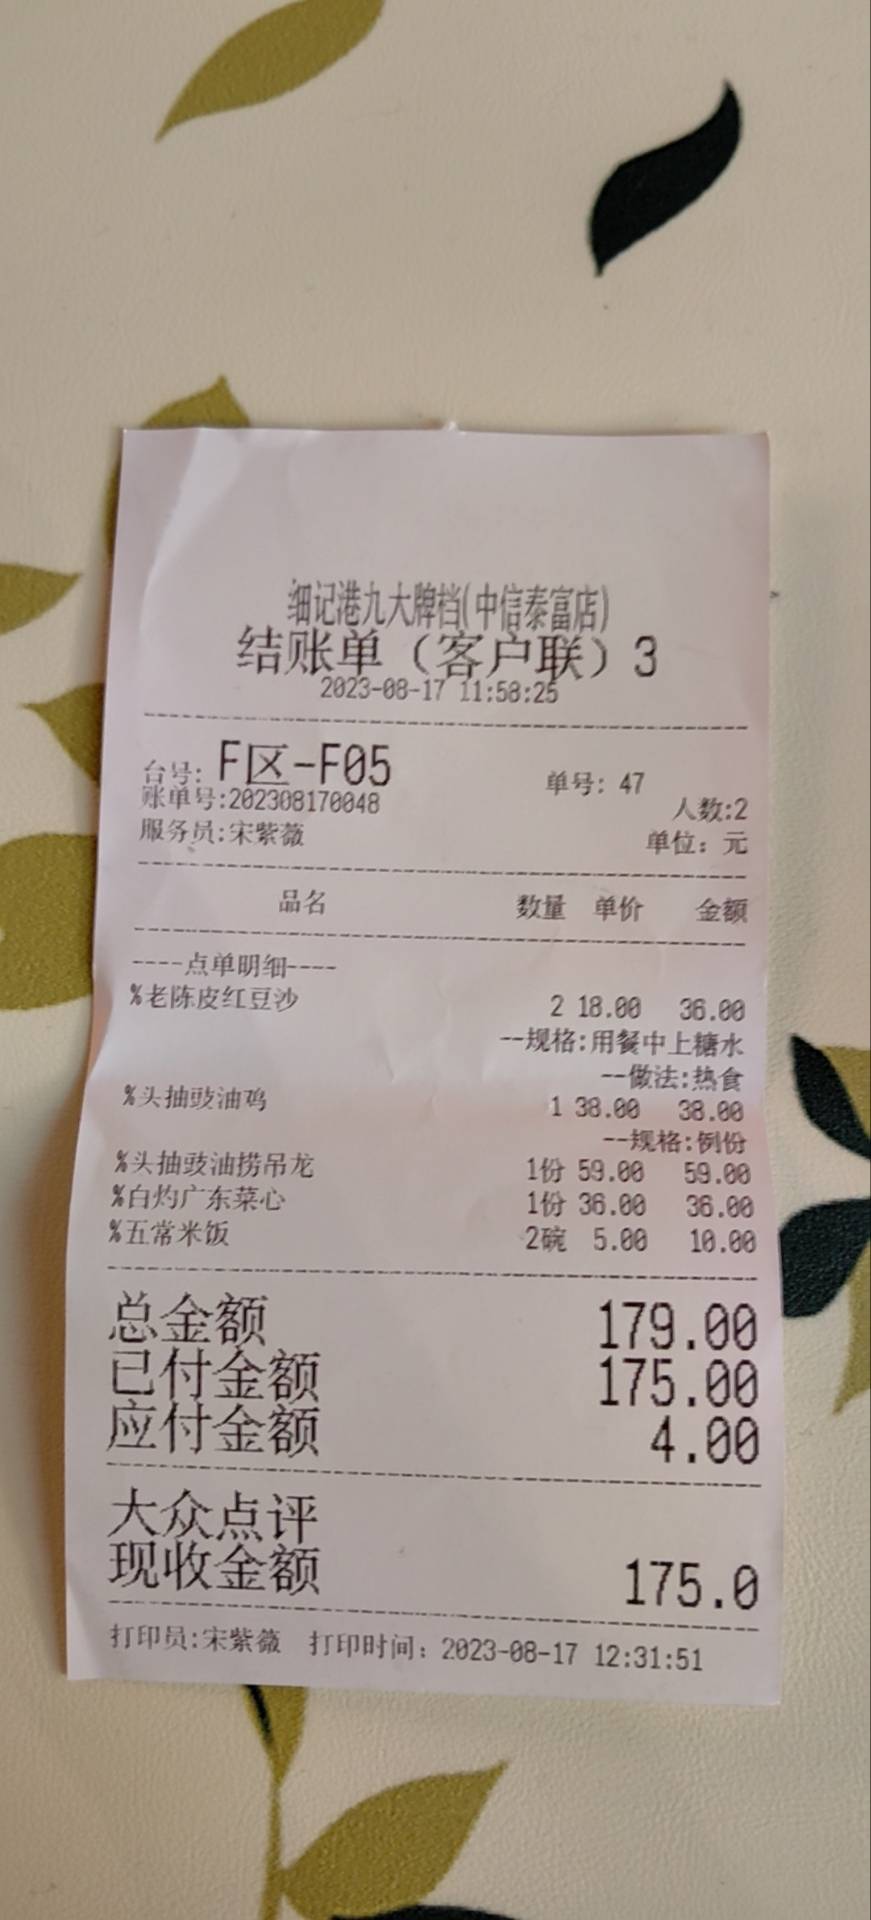 细记港九大牌档(中信泰富店)
结账单（客户联）3
2023-08-17 11:58:25
台号: F区-F05 单号: 47
账单号:202308170048 人数:2
服务员:宋紫薇 单位: 元
品名 数量 单价 金额
----点单明细----
%老陈皮红豆沙 2 18.00 36.00
--规格:用餐中上糖水
--做法:热食
%头抽豉油鸡 1 38.00 38.00
--规格:例份
%头抽豉油捞吊龙 1份 59.00 59.00
%白灼广东菜心 1份 36.00 36.00
%五常米饭 2碗 5.00 10.00
总金额 179.00
已付金额 175.00
应付金额 4.00
大众点评
现收金额 175.0
打印员:宋紫薇 打印时间: 2023-08-17 12:31:51